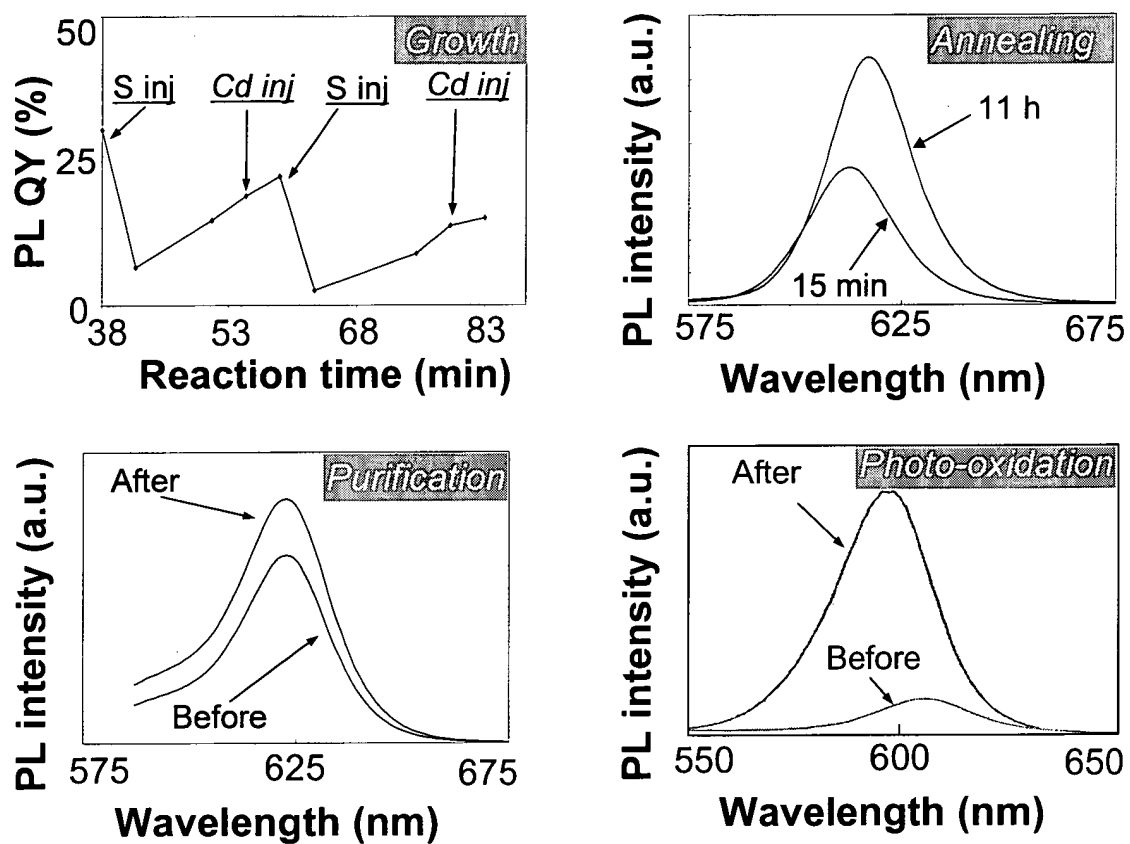 Growth
50
25
0
S inj
Cd inj
S inj
Cd inj
PL QY (%)
38 53 68 83
Reaction time (min)
Annealing
11 h
15 min
PL intensity (a.u.)
575 625 675
Wavelength (nm)
Purification
After
Before
PL intensity (a.u.)
575 625 675
Wavelength (nm)
Photo-oxidation
After
Before
PL intensity (a.u.)
550 600 650
Wavelength (nm)